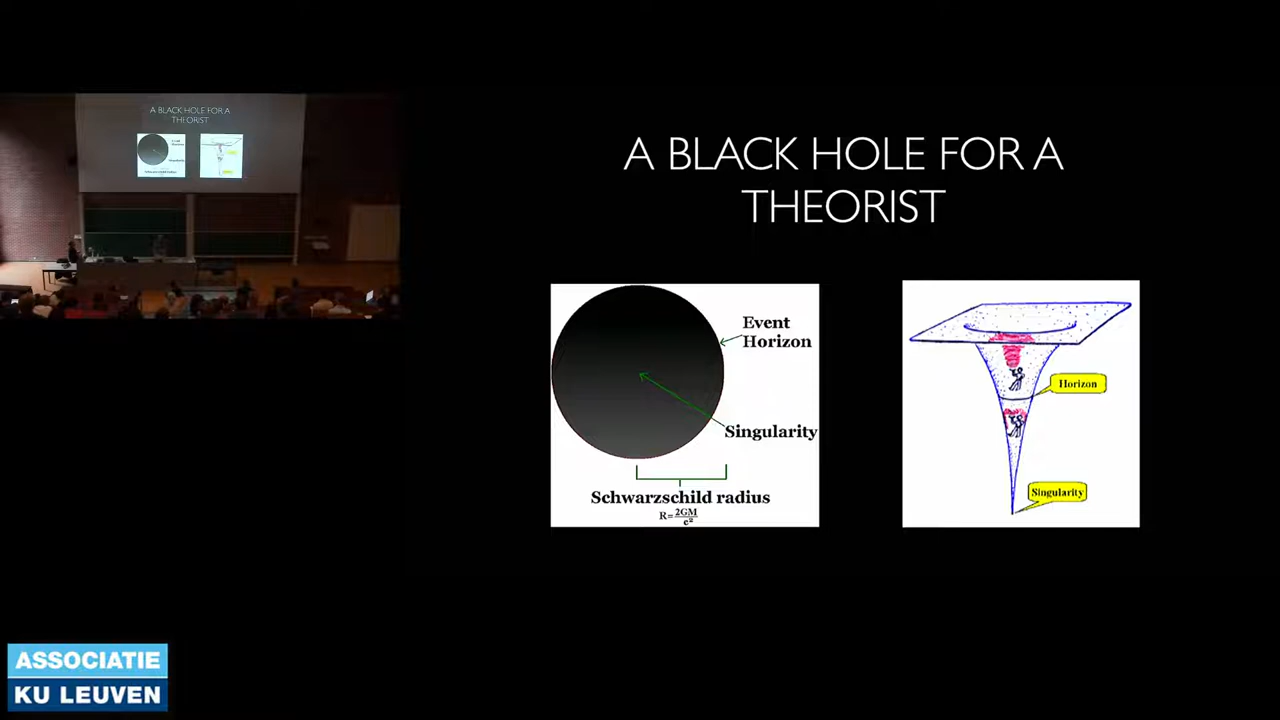 A BLACK HOLE FOR A
THEORIST
A BLACK HOLE FOR A
THEORIST
Event
Horizon
Singularity
Schwarzschild radius
R=2GM/c²
Horizon
Singularity
ASSOCIATIE
KU LEUVEN